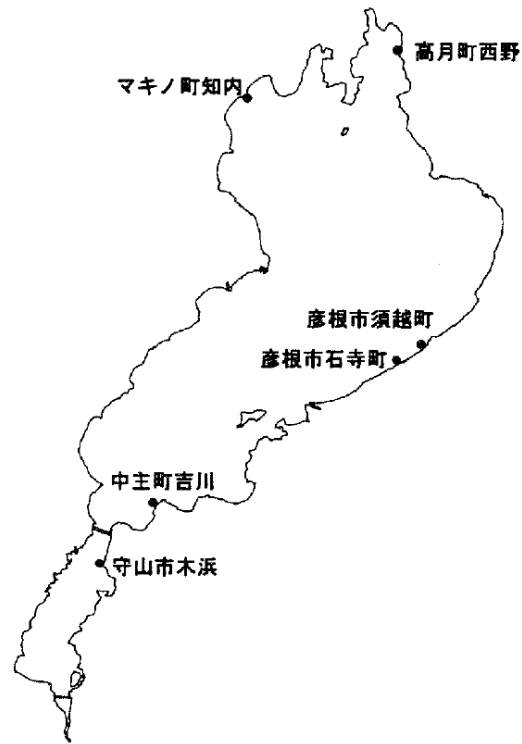 高月町西野
マキノ町知内
彦根市須越町
彦根市石寺町
中主町吉川
守山市木浜